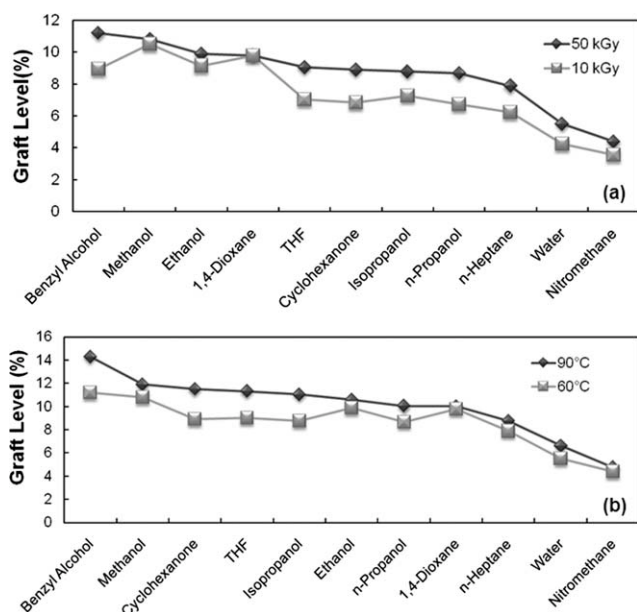 12
10
8
6
4
2
0
Graft Level(%)
50 kGy
10 kGy
(a)
Benzyl Alcohol
Methanol
Ethanol
1,4-Dioxane
THF
Cyclohexanone
Isopropanol
n-Propanol
n-Heptane
Water
Nitromethane
16
14
12
10
8
6
4
2
0
Graft Level (%)
90°C
60°C
(b)
Benzyl Alcohol
Methanol
Cyclohexanone
THF
Isopropanol
Ethanol
n-Propanol
1,4-Dioxane
n-Heptane
Water
Nitromethane